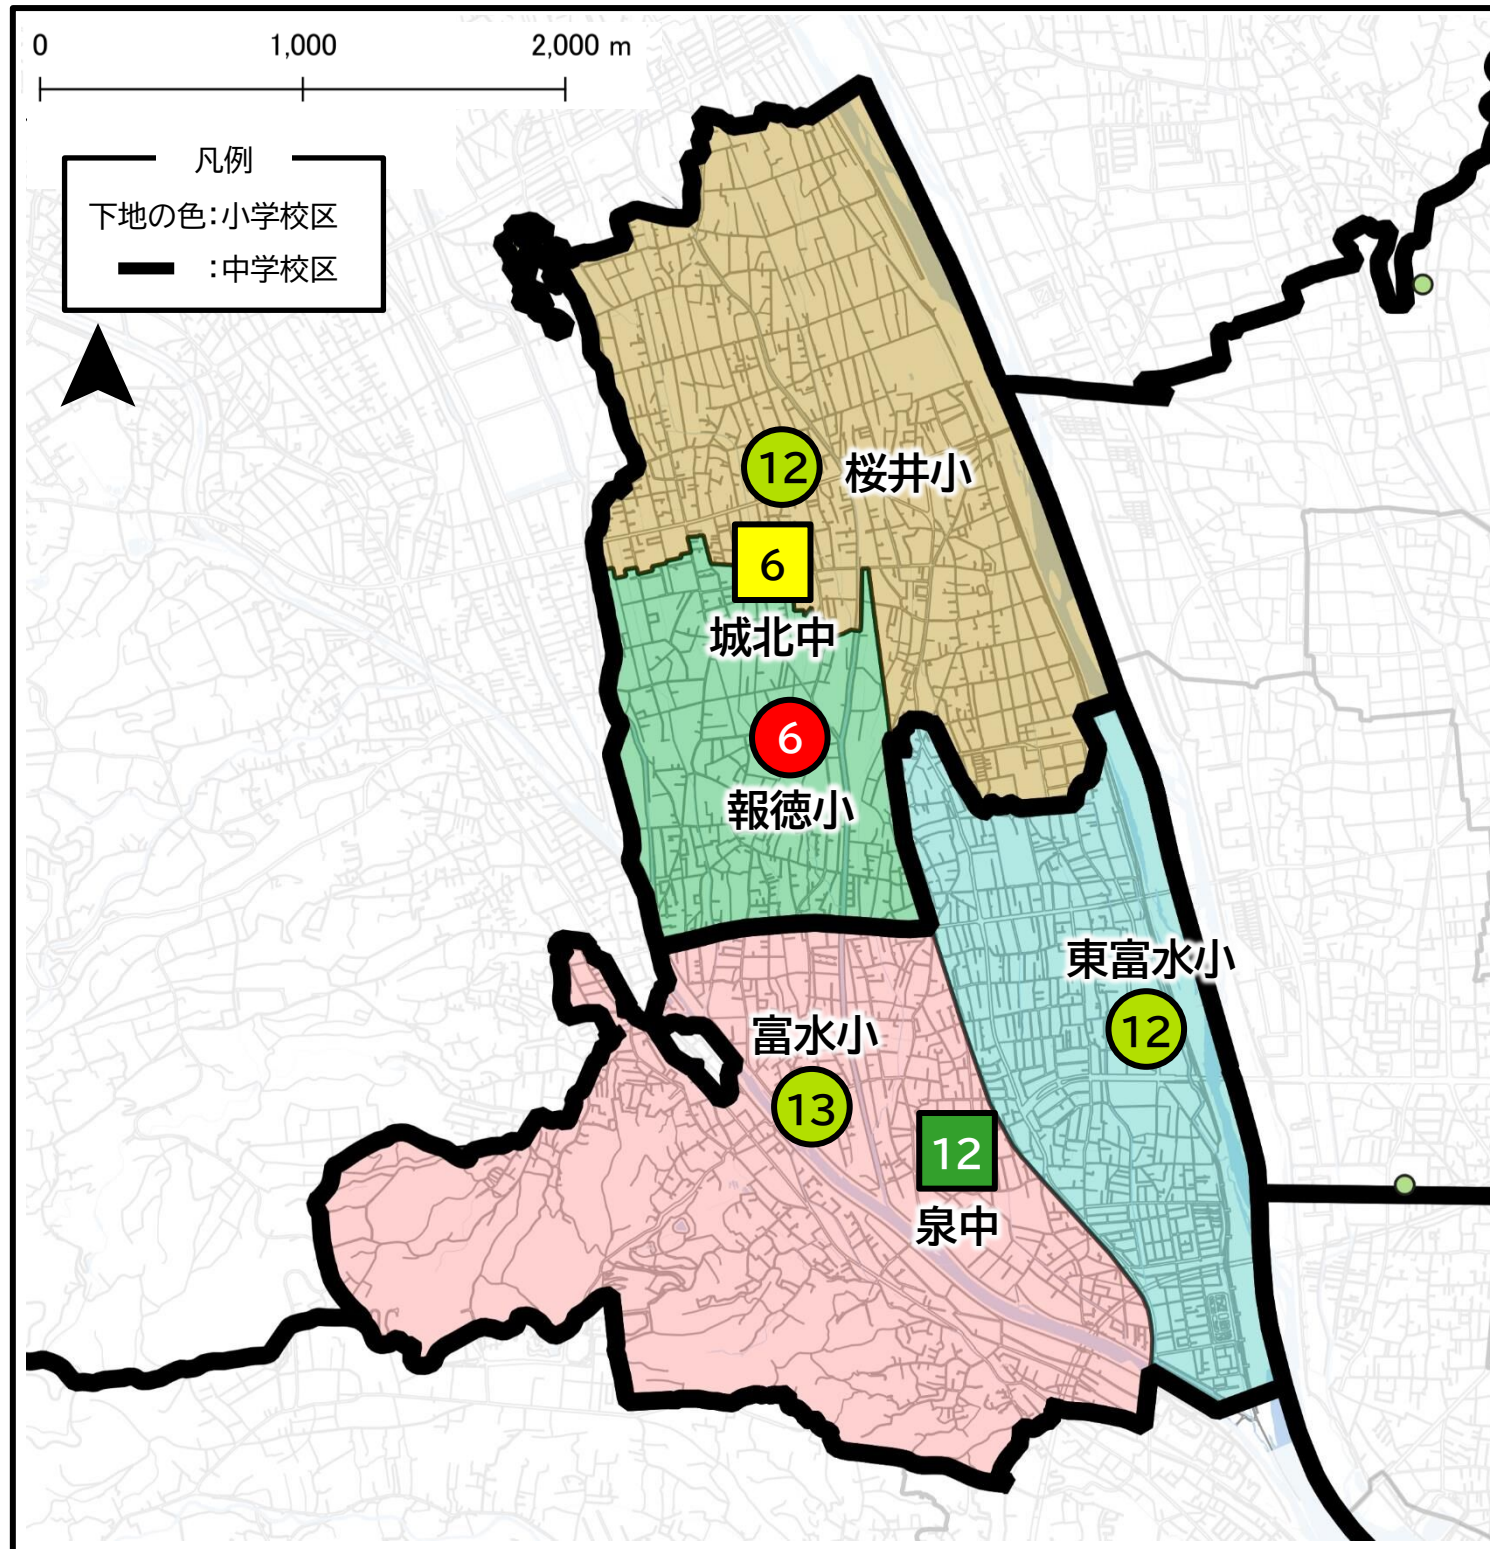 0 1,000 2,000 m
凡例
下地の色：小学校区
：中学校区
12 桜井小
6
城北中
6
報徳小
東富水小
12
富水小
13
12
泉中